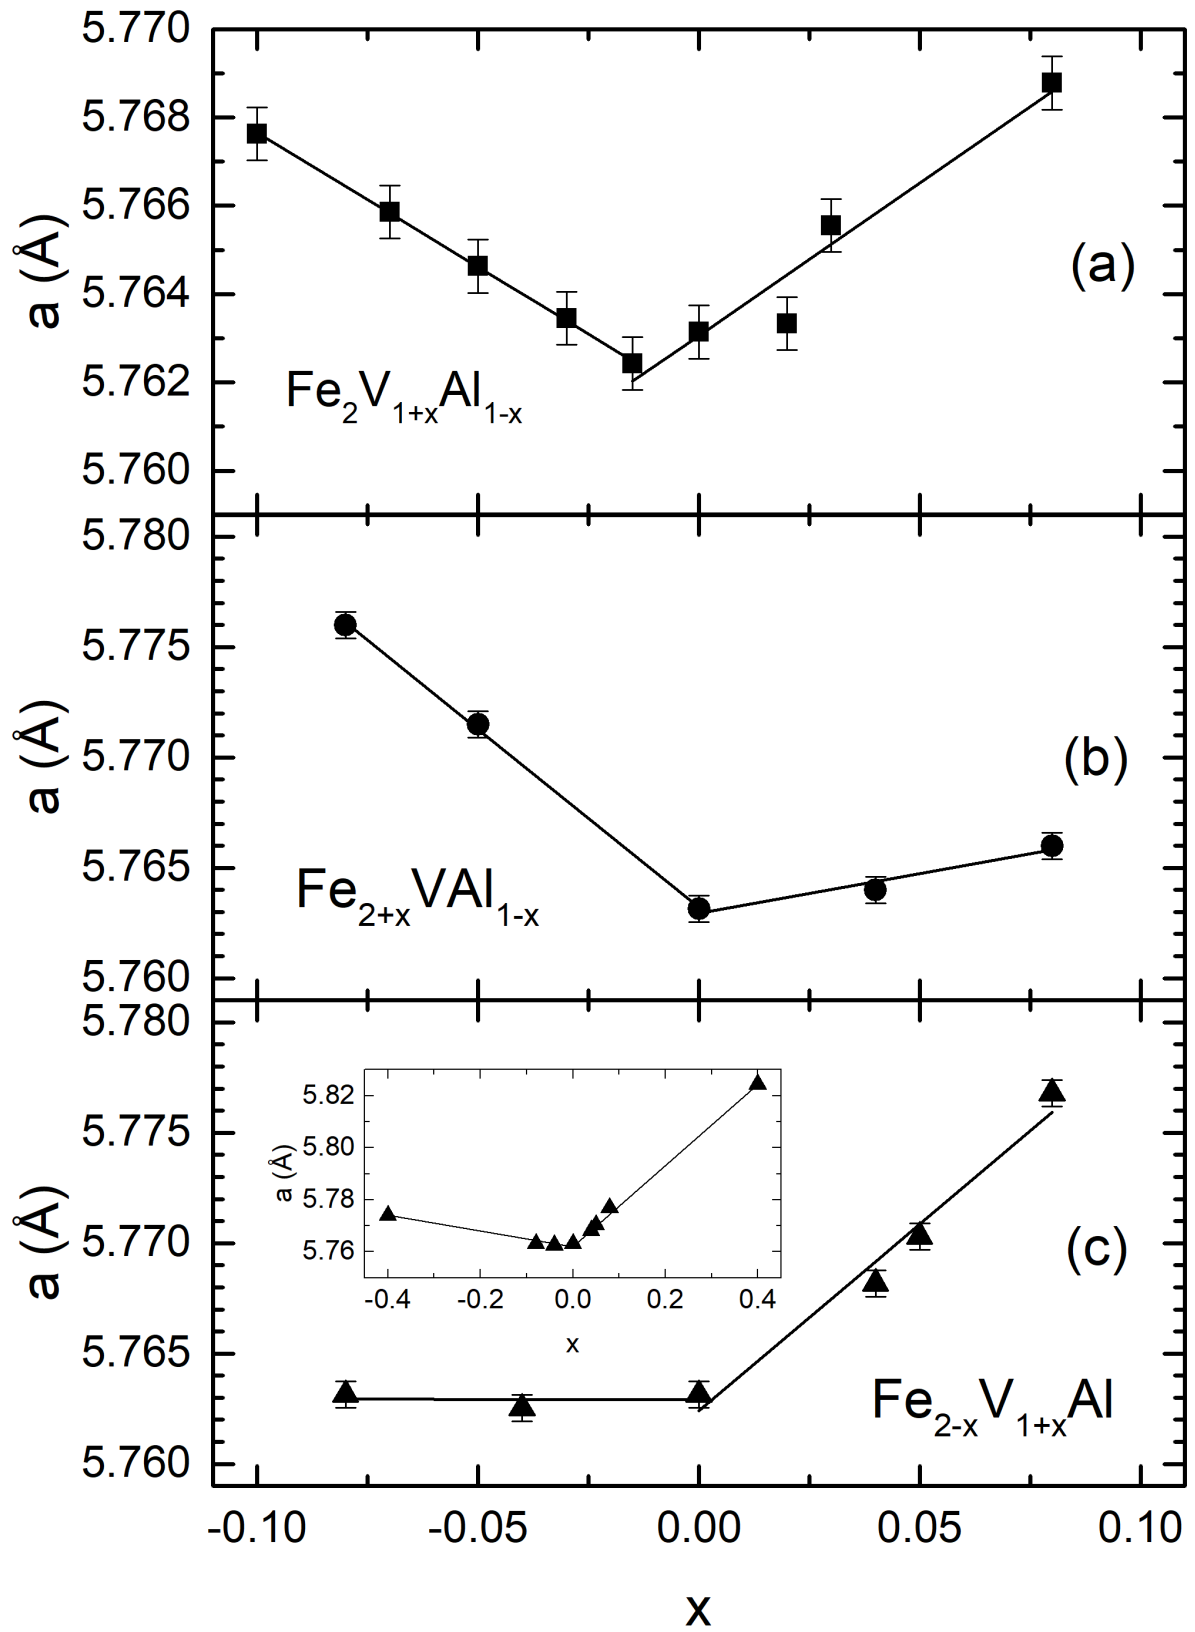 5.770
5.768
5.766
5.764
5.762
5.760
a (Å)
(a)
Fe₂V₁₊ₓAl₁₋ₓ
5.780
5.775
5.770
5.765
5.760
a (Å)
(b)
Fe₂₊ₓVAl₁₋ₓ
5.780
5.775
5.770
5.765
5.760
a (Å)
5.82
5.80
5.78
5.76
a (Å)
-0.4 -0.2 0.0 0.2 0.4
x
(c)
Fe₂₋ₓV₁₊ₓAl
-0.10 -0.05 0.00 0.05 0.10
x